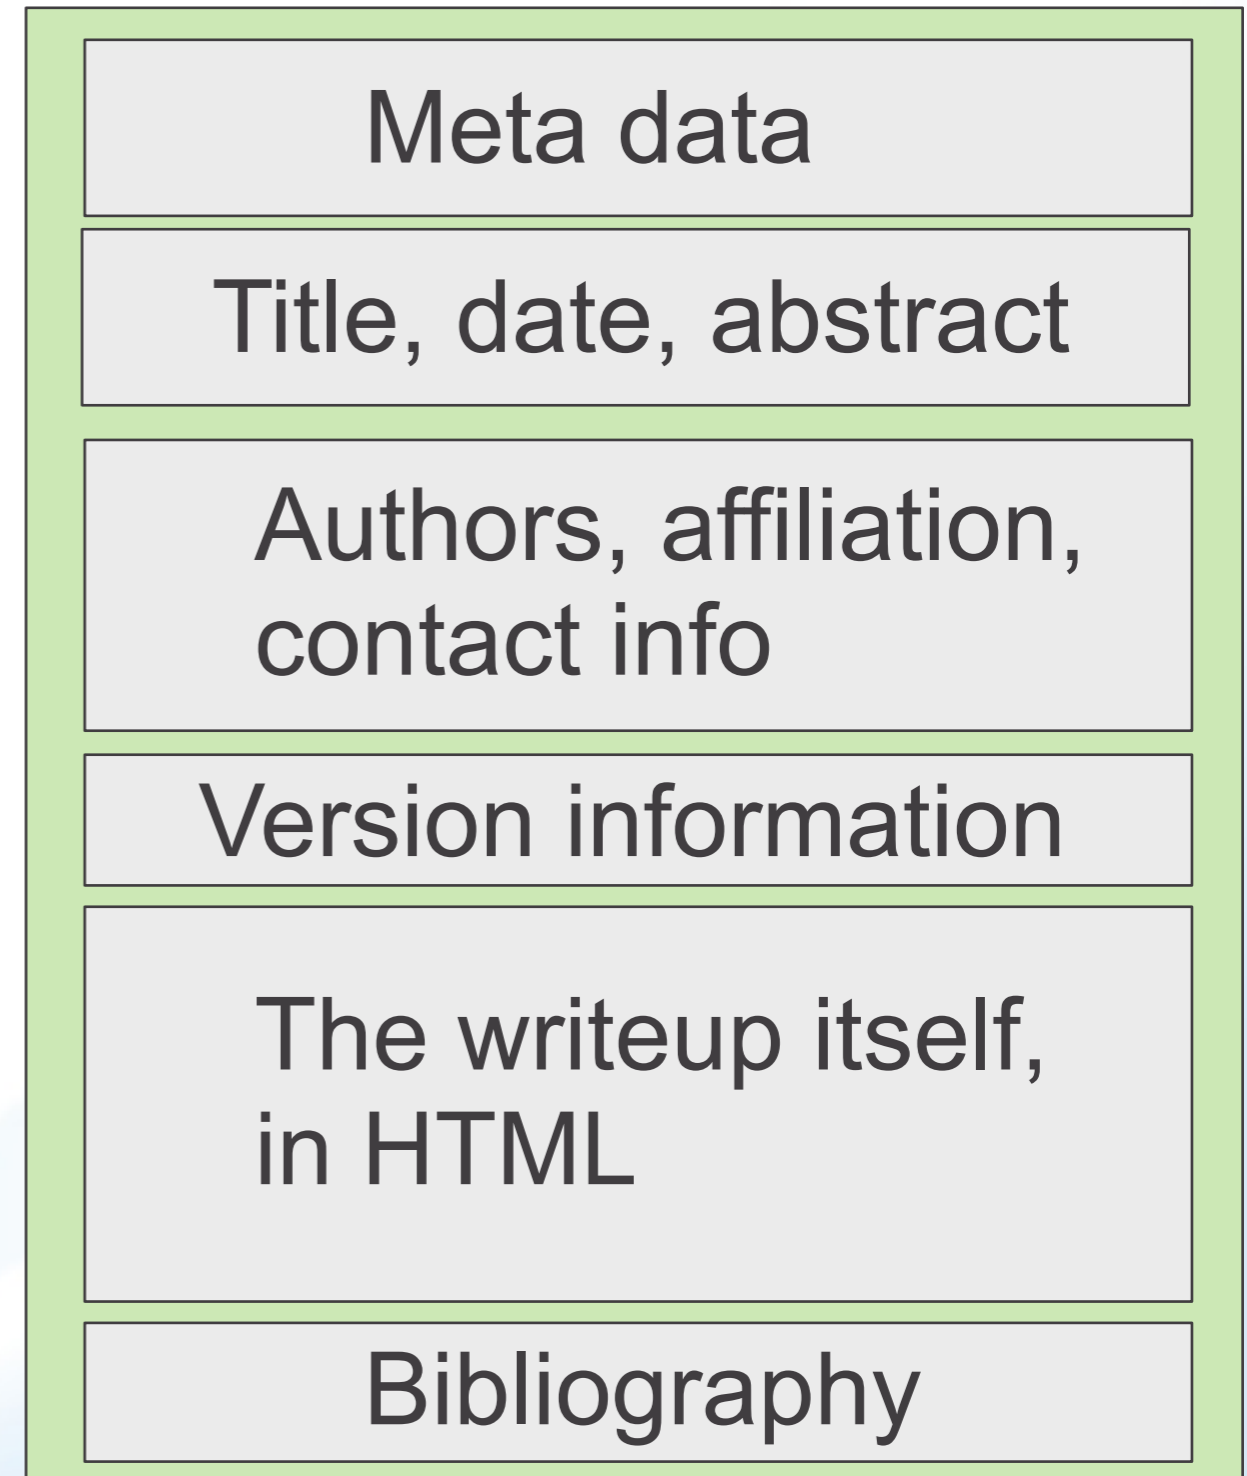 Meta data
Title, date, abstract
Authors, affiliation,
contact info
Version information
The writeup itself,
in HTML
Bibliography